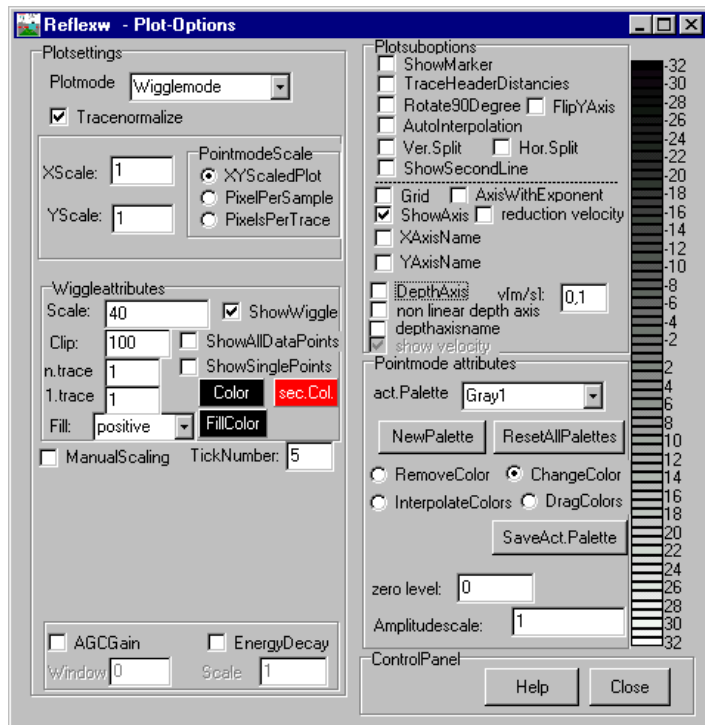 Reflexw - Plot-Options
Plotsettings
Plotmode Wigglemode
Tracenormalize
XScale: 1
YScale: 1
PointmodeScale
XYScaledPlot
PixelPerSample
PixelsPerTrace
Wiggleattributes
Scale: 40 ShowWiggle
Clip: 100 ShowAllDataPoints
n.trace 1 ShowSinglePoints
1.trace 1 Color sec.Col.
Fill: positive FillColor
ManualScaling TickNumber: 5
AGCGain EnergyDecay
Window 0 Scale 1
Plotsuboptions
ShowMarker
TraceHeaderDistancies
Rotate90Degree FlipYAxis
AutoInterpolation
Ver.Split Hor.Split
ShowSecondLine
Grid AxisWithExponent
ShowAxis reduction velocity
XAxisName
YAxisName
DepthAxis v[m/s]: 0,1
non linear depth axis
depthaxisname
show velocity
Pointmode attributes
act.Palette Gray1
NewPalette ResetAllPalettes
RemoveColor ChangeColor
InterpolateColors DragColors
SaveAct.Palette
zero level: 0
Amplitudescale: 1
ControlPanel
Help Close
-32
-30
-28
-26
-24
-22
-20
-18
-16
-14
-12
-10
-8
-6
-4
-2
2
4
6
8
10
12
14
16
18
20
22
24
26
28
30
32